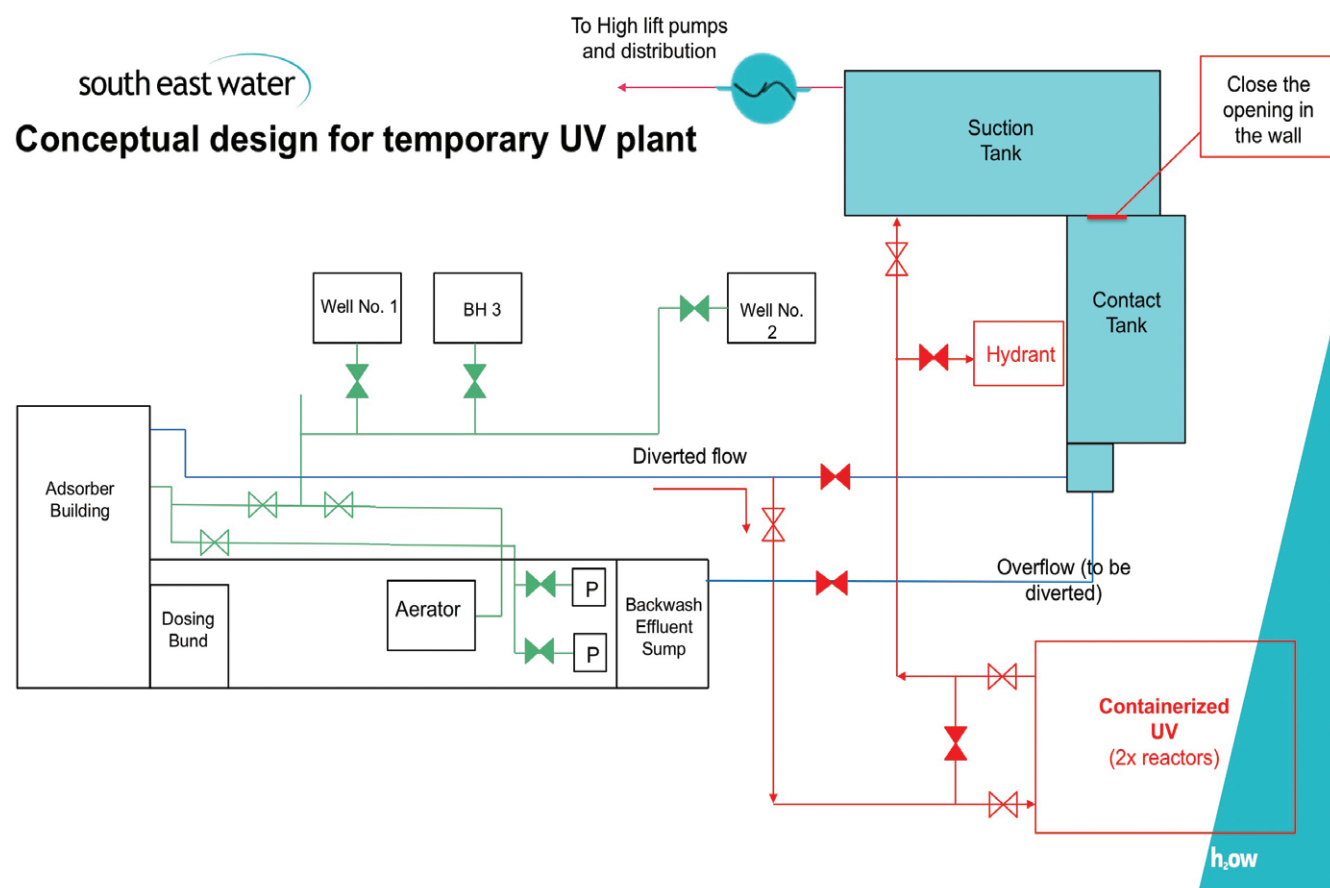 To High lift pumps
and distribution
south east water
Conceptual design for temporary UV plant
Suction
Tank
Close the
opening in
the wall
Well No. 1
BH 3
Well No.
2
Contact
Tank
Hydrant
Diverted flow
Adsorber
Building
Overflow (to be
diverted)
Dosing
Bund
Aerator
P
P
Backwash
Effluent
Sump
Containerized
UV
(2x reactors)
h₂ow